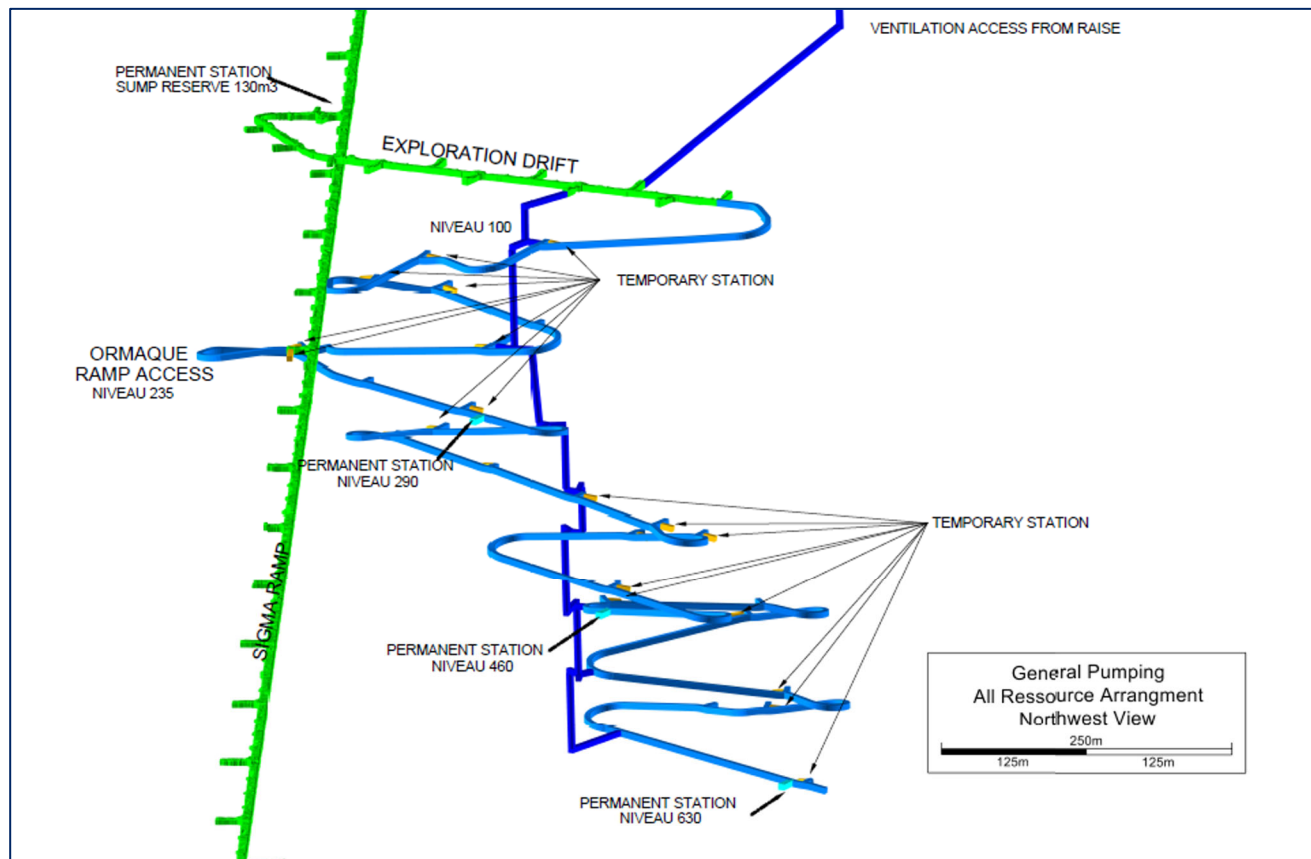 VENTILATION ACCESS FROM RAISE
PERMANENT STATION
SUMP RESERVE 130m3
EXPLORATION DRIFT
NIVEAU 100
TEMPORARY STATION
ORMAQUE
RAMP ACCESS
NIVEAU 235
PERMANENT STATION
NIVEAU 290
TEMPORARY STATION
SIGMA RAMP
PERMANENT STATION
NIVEAU 460
General Pumping
All Ressource Arrangment
Northwest View
250m
125m 125m
PERMANENT STATION
NIVEAU 630